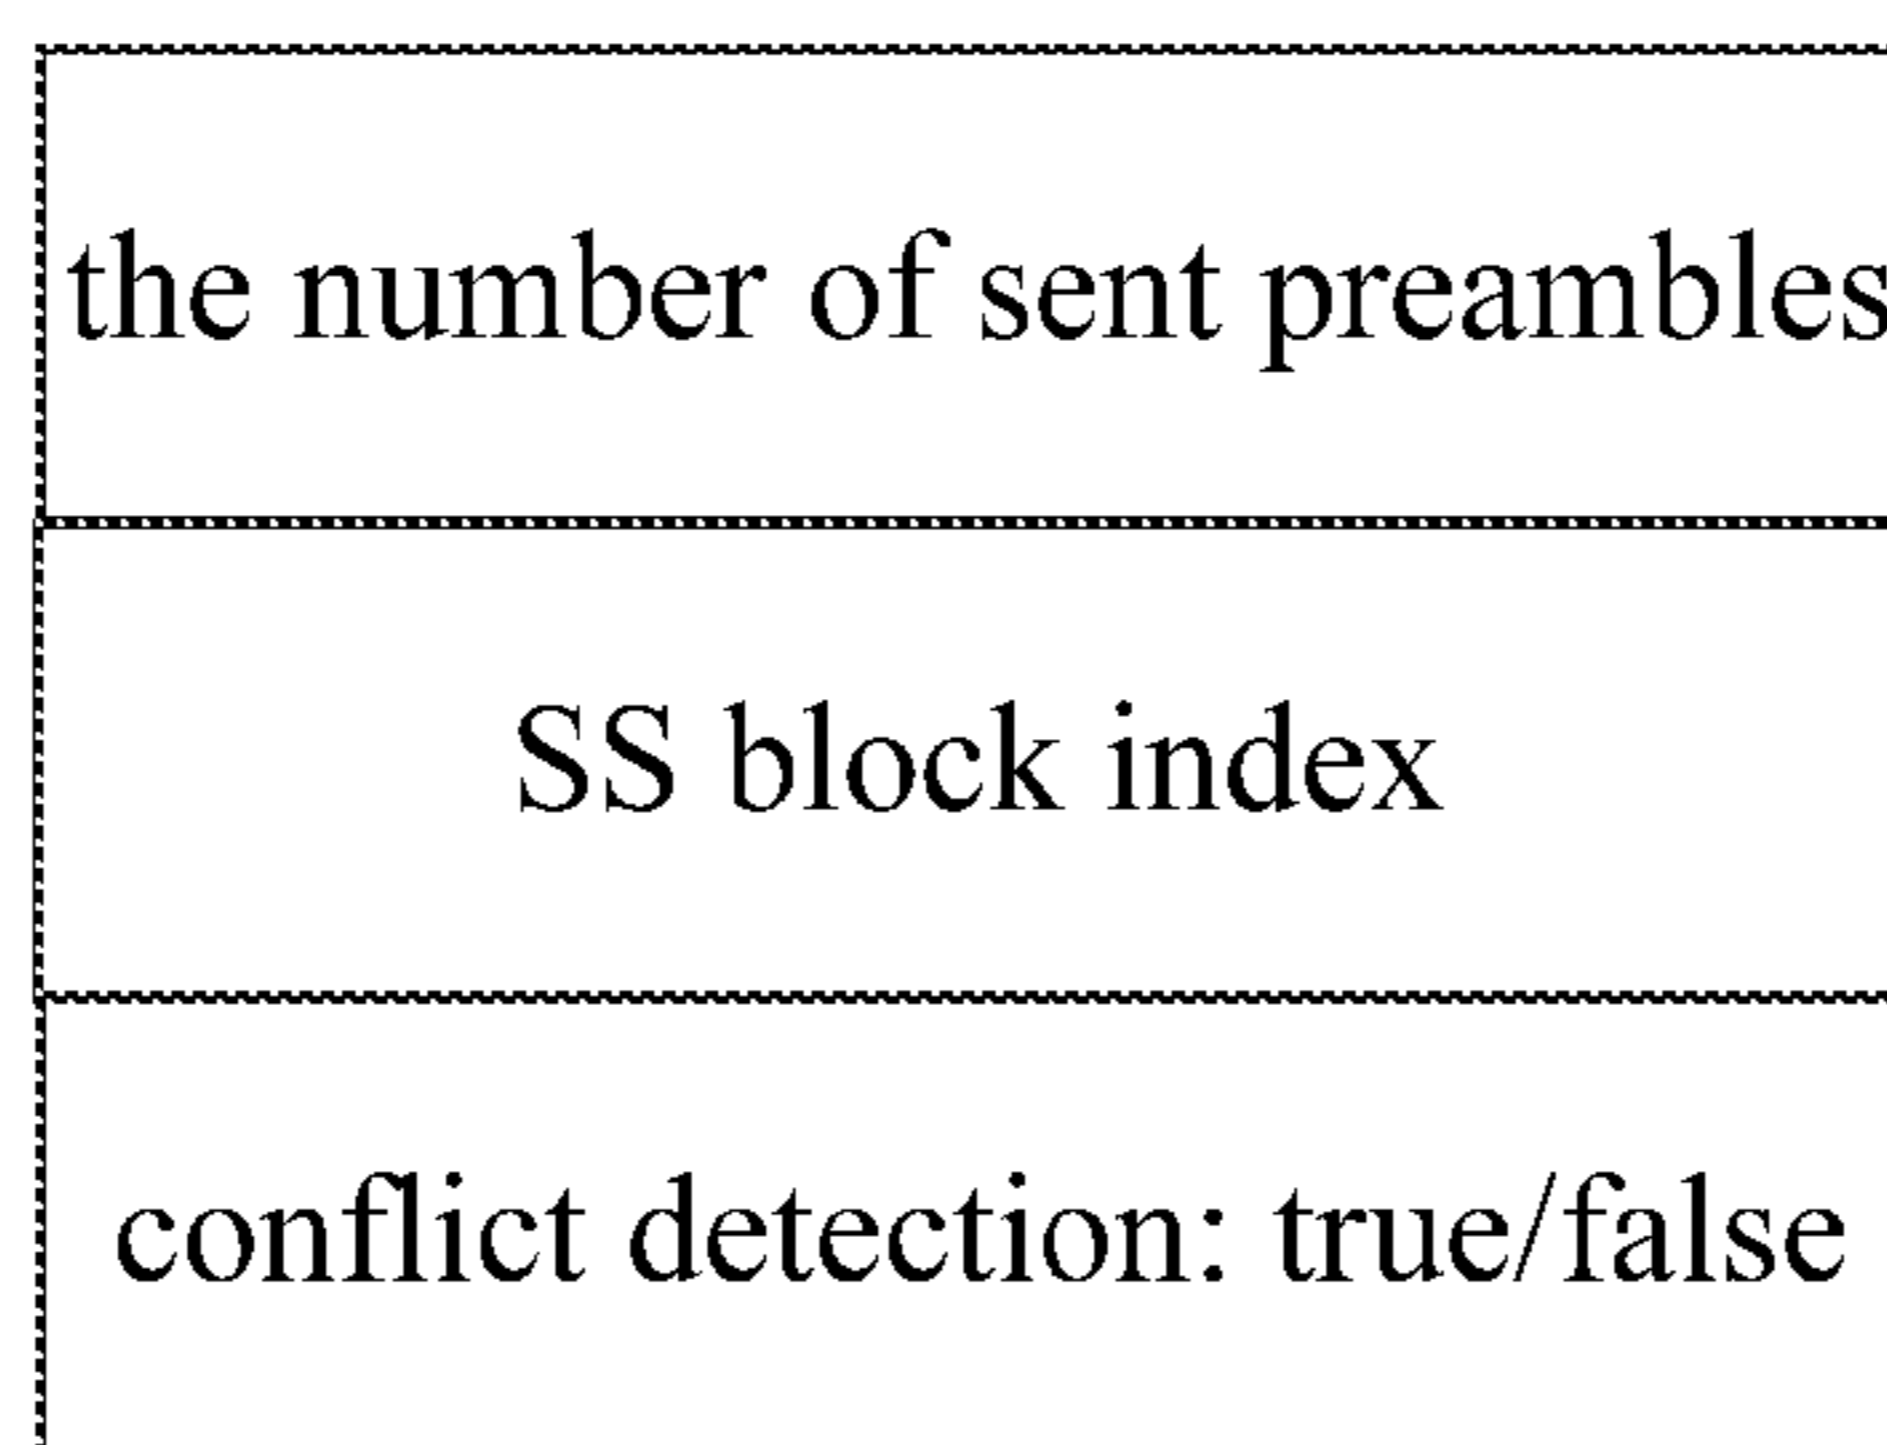 the number of sent preambles
SS block index
conflict detection: true/false